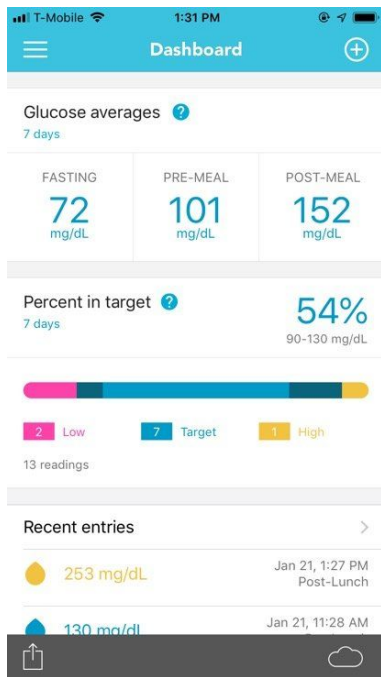 T-Mobile 1:31 PM
Dashboard
Glucose averages ?
7 days
FASTING PRE-MEAL POST-MEAL
72 101 152
mg/dL mg/dL mg/dL
Percent in target ? 54%
7 days 90-130 mg/dL
2 Low 7 Target 1 High
13 readings
Recent entries
253 mg/dL Jan 21, 1:27 PM
Post-Lunch
130 mg/dL Jan 21, 11:28 AM